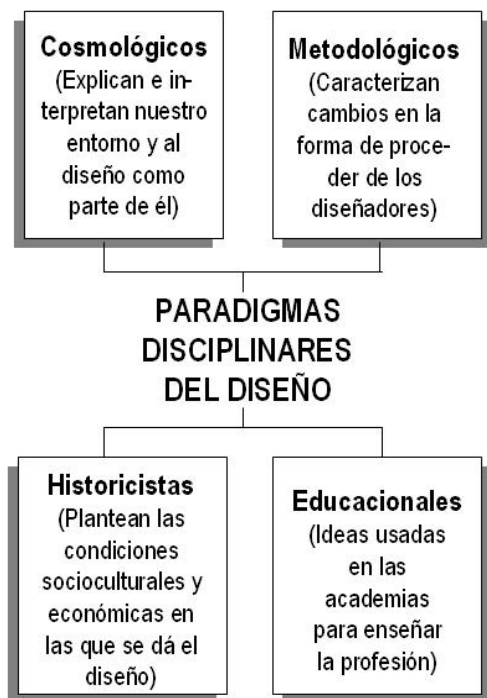 Cosmológicos
(Explican e in-
terpretan nuestro
entorno y al
diseño como
parte de él)
Metodológicos
(Caracterizan
cambios en la
forma de proce-
der de los
diseñadores)
PARADIGMAS
DISCIPLINARES
DEL DISEÑO
Historicistas
(Plantean las
condiciones
socioculturales y
económicas en
las que se dá el
diseño)
Educacionales
(Ideas usadas
en las
academias
para enseñar
la profesión)